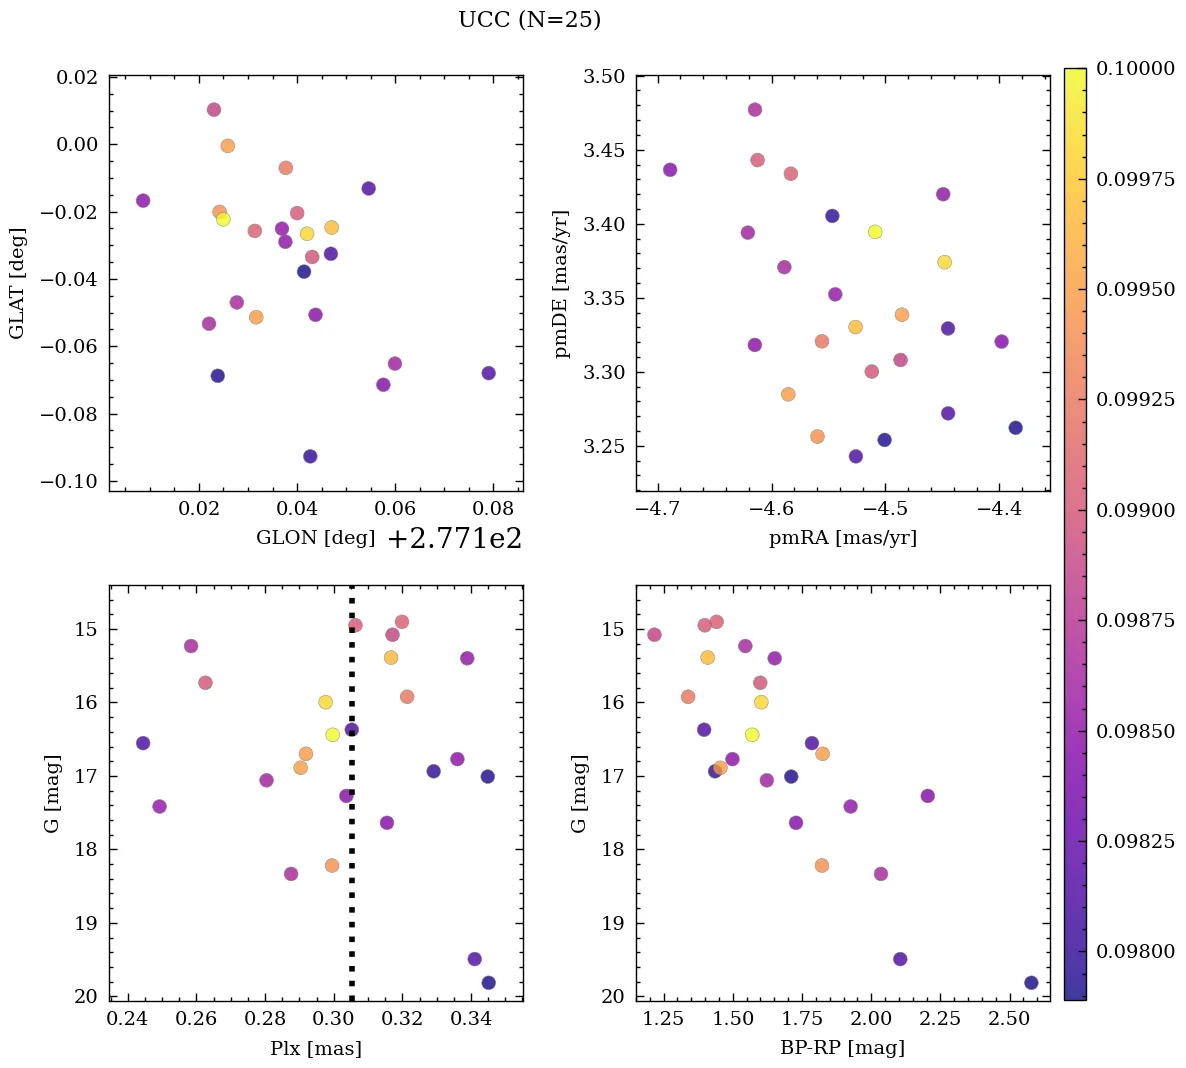 UCC (N=25)
0.02
0.00
−0.02
−0.04
−0.06
−0.08
−0.10
GLAT [deg]
0.02 0.04 0.06 0.08
GLON [deg] +2.771e2
3.50
3.45
3.40
3.35
3.30
3.25
pmDE [mas/yr]
−4.7 −4.6 −4.5 −4.4
pmRA [mas/yr]
15
16
17
18
19
20
G [mag]
0.24 0.26 0.28 0.30 0.32 0.34
Plx [mas]
15
16
17
18
19
20
G [mag]
1.25 1.50 1.75 2.00 2.25 2.50
BP-RP [mag]
0.10000
0.09975
0.09950
0.09925
0.09900
0.09875
0.09850
0.09825
0.09800